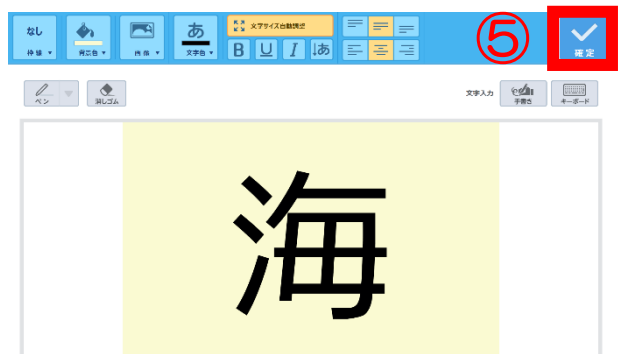 なし
枠線 ▼
背景色 ▼
画像 ▼
あ
文字色 ▼
文字サイズ自動調整
B U I ↓あ
⑤
確定
ペン
消しゴム
文字入力
手書き
キーボード
海